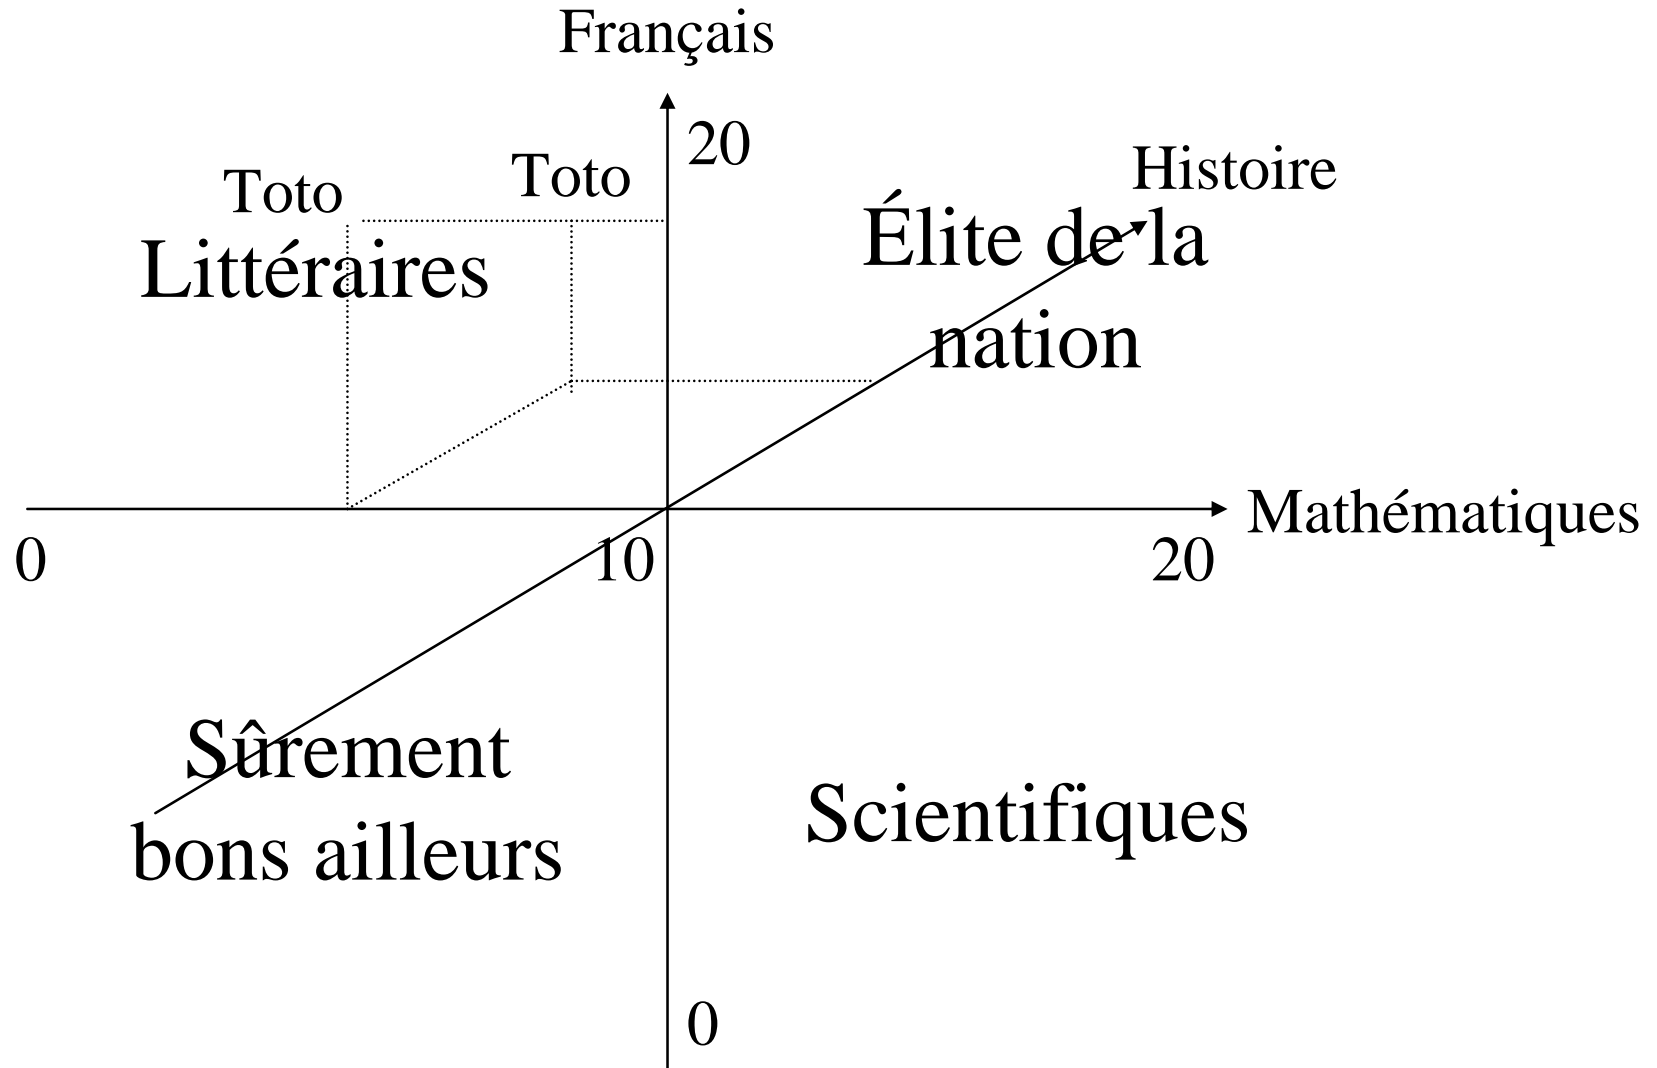 Français
20
Histoire
Toto
Toto
Élite de la
nation
Littéraires
Mathématiques
0
10
20
Sûrement
bons ailleurs
Scientifiques
0